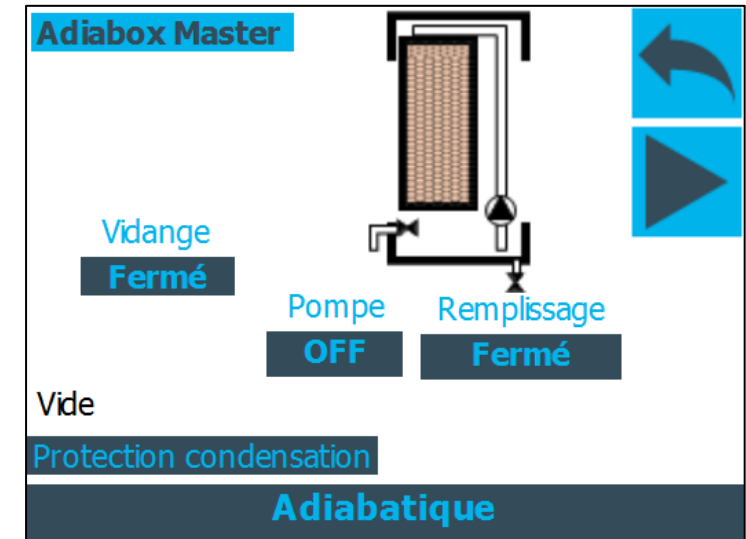 Adiabox Master
Vidange
Fermé
Pompe
Remplissage
OFF
Fermé
Vide
Protection condensation
Adiabatique